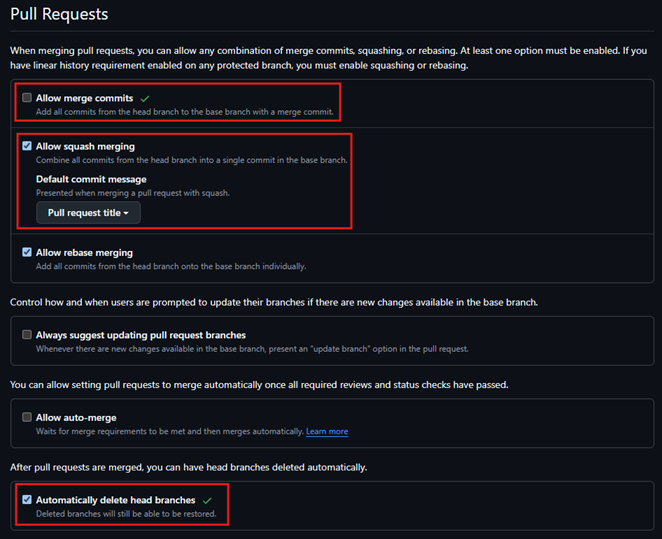 Pull Requests
When merging pull requests, you can allow any combination of merge commits, squashing, or rebasing. At least one option must be enabled. If you
have linear history requirement enabled on any protected branch, you must enable squashing or rebasing.
Allow merge commits
Add all commits from the head branch to the base branch with a merge commit.
Allow squash merging
Combine all commits from the head branch into a single commit in the base branch.
Default commit message
Presented when merging a pull request with squash.
Pull request title
Allow rebase merging
Add all commits from the head branch onto the base branch individually.
Control how and when users are prompted to update their branches if there are new changes available in the base branch.
Always suggest updating pull request branches
Whenever there are new changes available in the base branch, present an “update branch” option in the pull request.
You can allow setting pull requests to merge automatically once all required reviews and status checks have passed.
Allow auto-merge
Waits for merge requirements to be met and then merges automatically. Learn more
After pull requests are merged, you can have head branches deleted automatically.
Automatically delete head branches
Deleted branches will still be able to be restored.